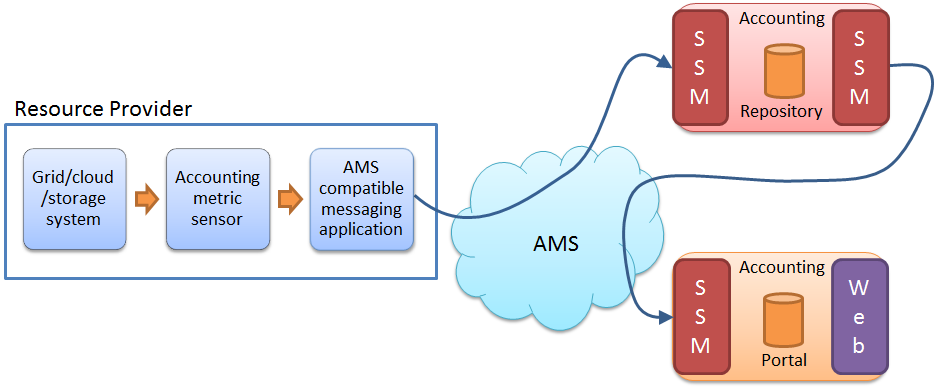 Resource Provider
Grid/cloud
/storage
system
Accounting
metric
sensor
AMS
compatible
messaging
application
AMS
S
S
M
Accounting
Repository
S
S
M
S
S
M
Accounting
Portal
W
e
b